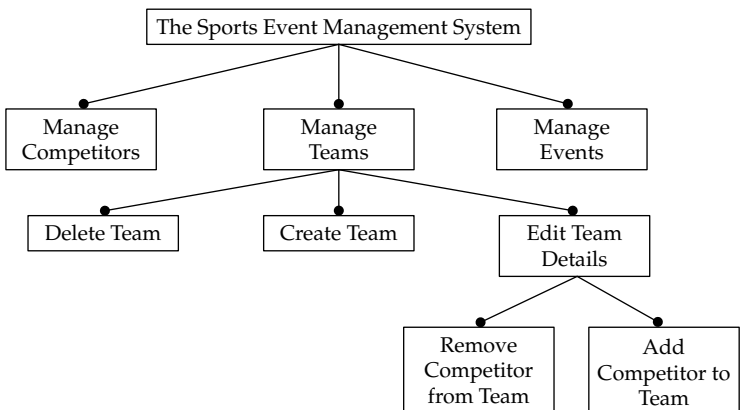 The Sports Event Management System
Manage
Competitors
Manage
Teams
Manage
Events
Delete Team
Create Team
Edit Team
Details
Remove
Competitor
from Team
Add
Competitor to
Team